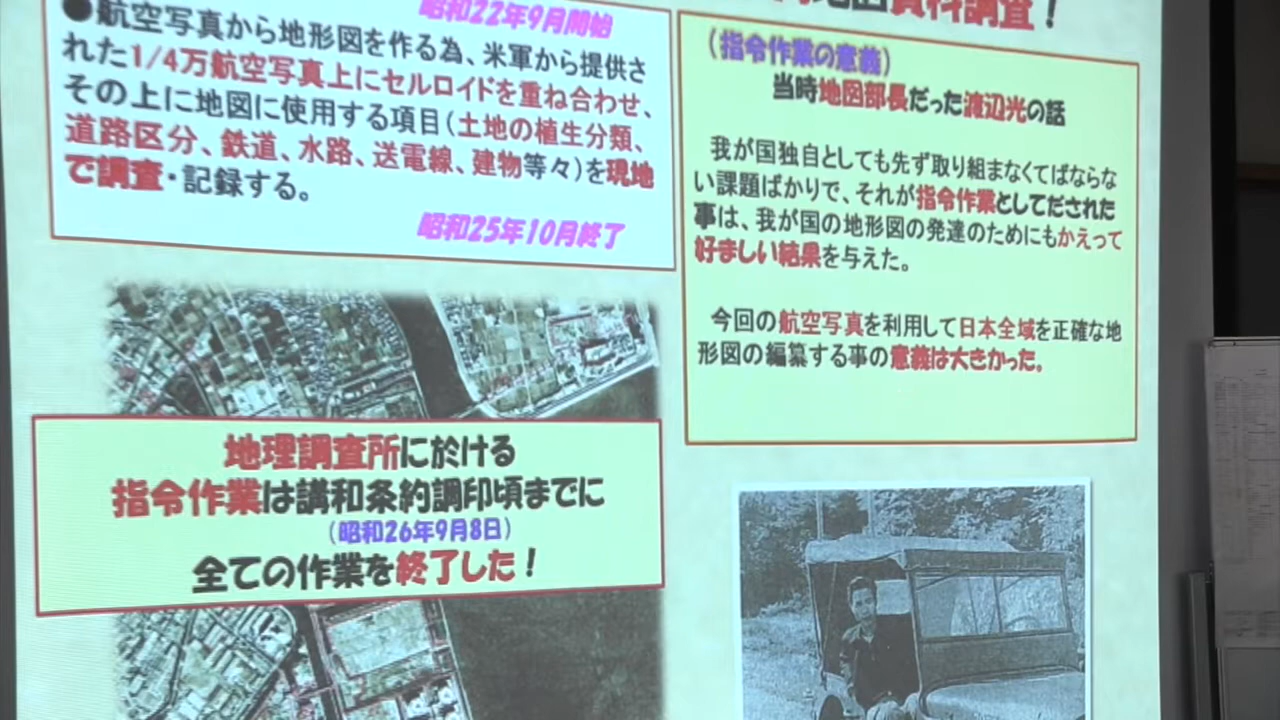 地図資料調査!
昭和22年9月開始
●航空写真から地形図を作る為、米軍から提供さ
れた1/4万航空写真上にセルロイドを重ね合わせ、
その上に地図に使用する項目(土地の植生分類、
道路区分、鉄道、水路、送電線、建物等々)を現地
で調査・記録する。
昭和25年10月終了
(指令作業の意義)
当時地図部長だった渡辺光の話
我が国独自としても先ず取り組まなくてばならな
い課題ばかりで、それが指令作業としてだされた
事は、我が国の地形図の発達のためにもかえって
好ましい結果を与えた。
今回の航空写真を利用して日本全域を正確な地
形図の編纂する事の意義は大きかった。
地理調査所に於ける
指令作業は講和条約調印頃までに
(昭和26年9月8日)
全ての作業を終了した!